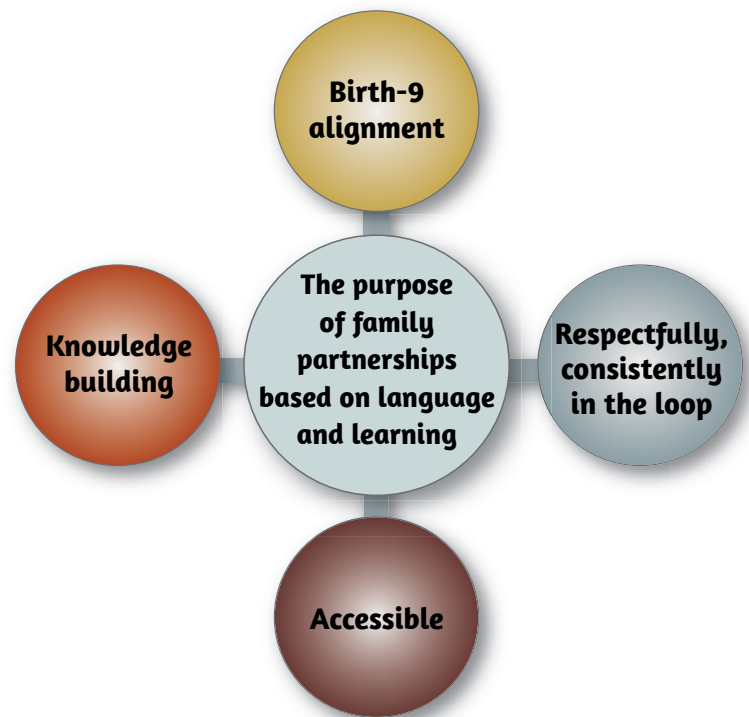 Birth-9
alignment
Knowledge
building
The purpose
of family
partnerships
based on language
and learning
Respectfully,
consistently
in the loop
Accessible